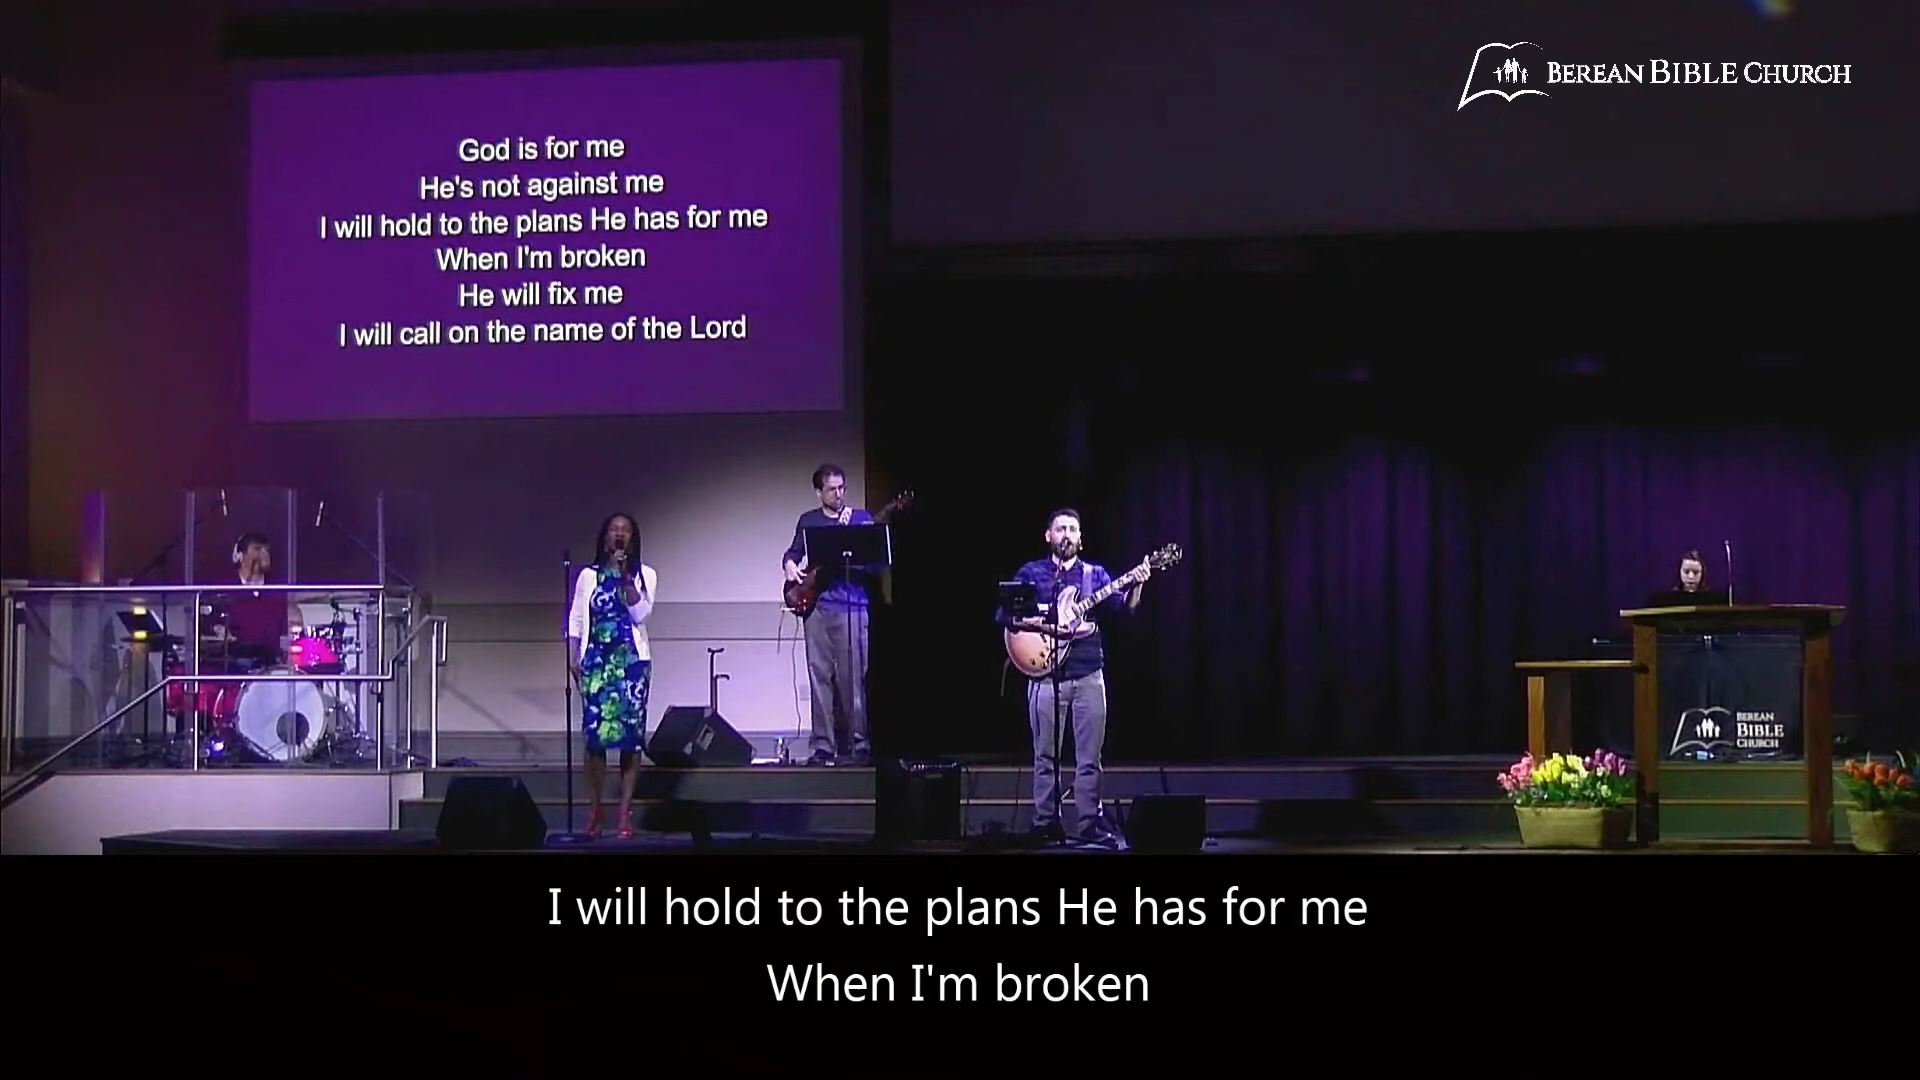 BEREAN BIBLE CHURCH
God is for me
He's not against me
I will hold to the plans He has for me
When I'm broken
He will fix me
I will call on the name of the Lord
BEREAN
BIBLE
CHURCH
I will hold to the plans He has for me
When I'm broken